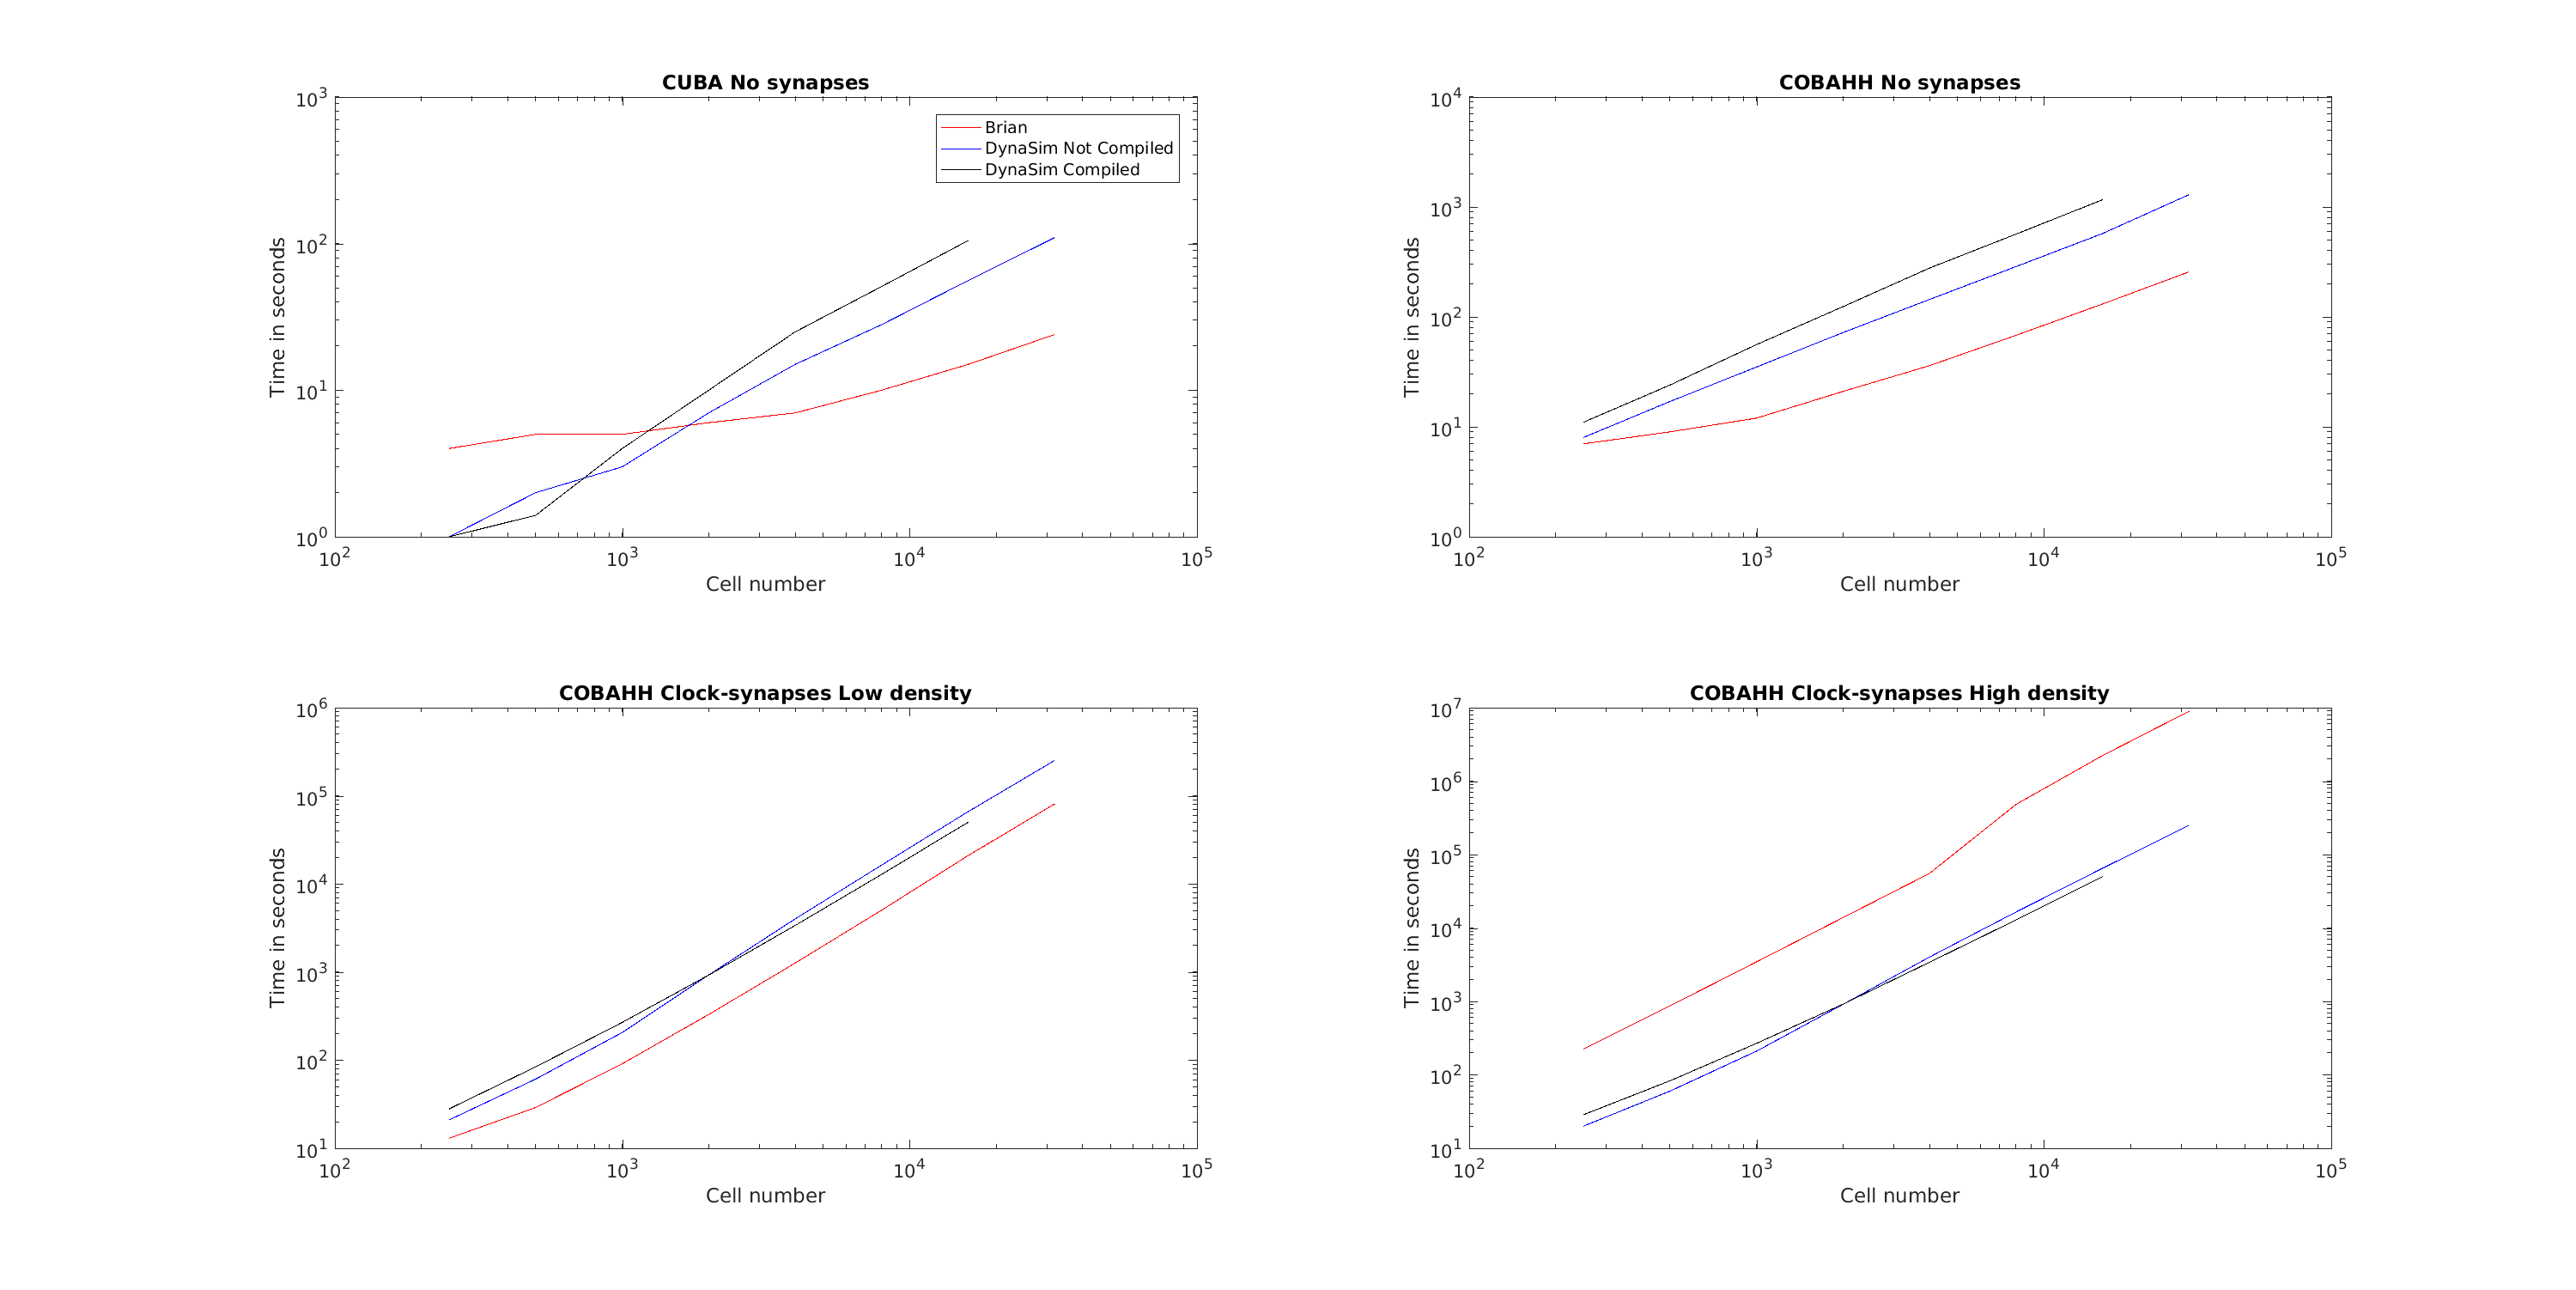 CUBA No synapses
10^3
10^2
10^1
10^0
Time in seconds
Brian
DynaSim Not Compiled
DynaSim Compiled
10^2 10^3 10^4 10^5
Cell number
COBAHH No synapses
10^4
10^3
10^2
10^1
10^0
Time in seconds
10^2 10^3 10^4 10^5
Cell number
COBAHH Clock-synapses Low density
10^6
10^5
10^4
10^3
10^2
10^1
Time in seconds
10^2 10^3 10^4 10^5
Cell number
COBAHH Clock-synapses High density
10^7
10^6
10^5
10^4
10^3
10^2
10^1
Time in seconds
10^2 10^3 10^4 10^5
Cell number